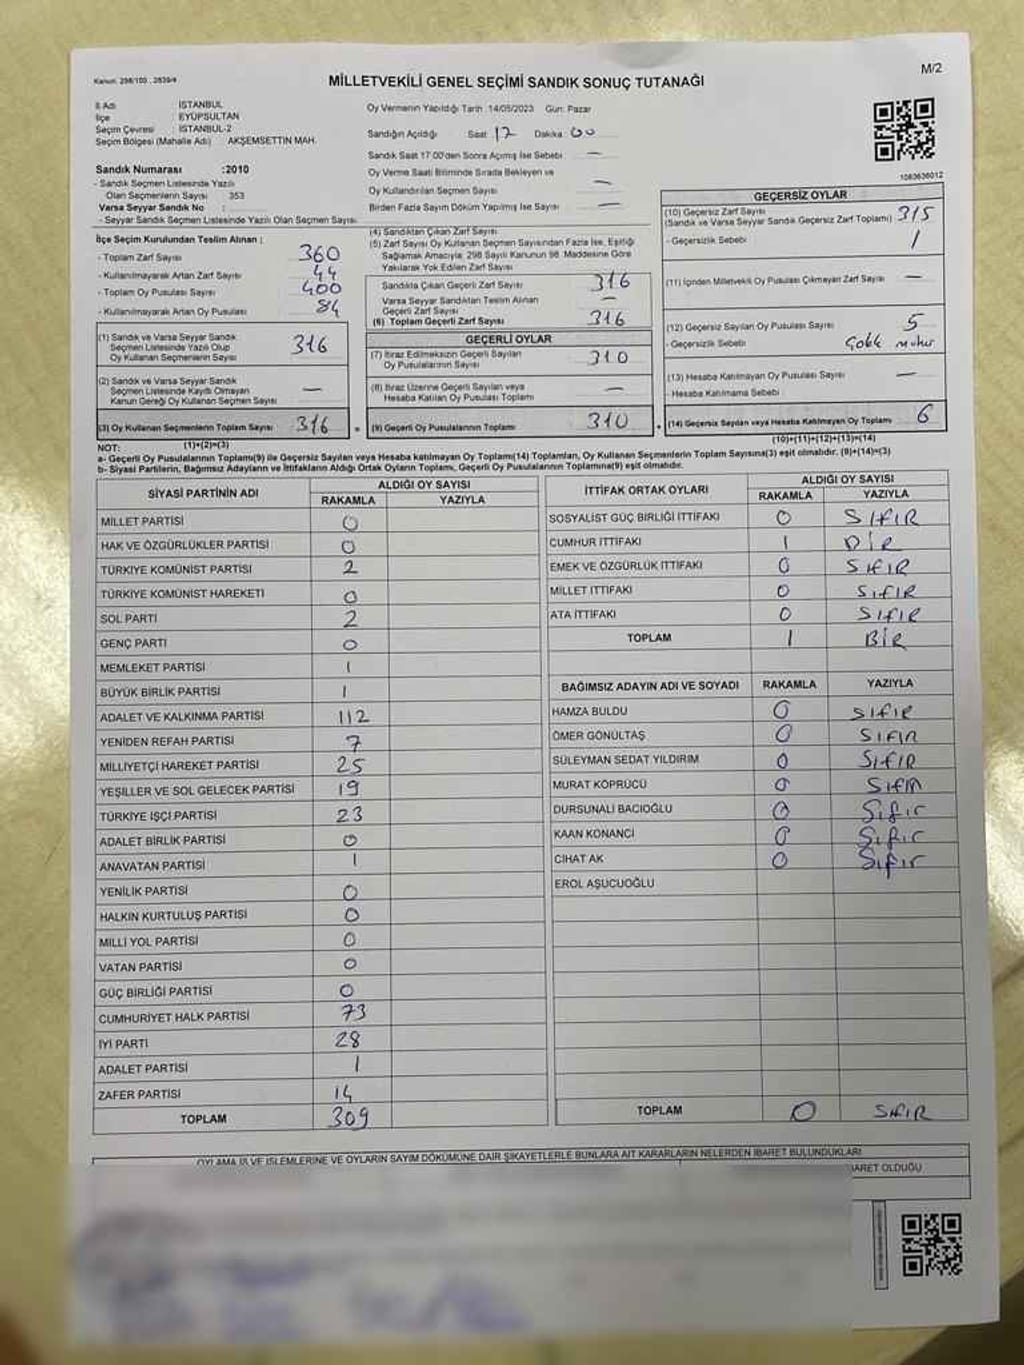 Kanun: 298/100 , 2839/4
M/2
MİLLETVEKİLİ GENEL SEÇİMİ SANDIK SONUÇ TUTANAĞI
İl Adı : İSTANBUL
İlçe : EYÜPSULTAN
Seçim Çevresi : İSTANBUL-2
Seçim Bölgesi (Mahalle Adı) : AKŞEMSETTİN MAH.
Sandık Numarası :2010
- Sandık Seçmen Listesinde Yazılı
Olan Seçmenlerin Sayısı 353
Varsa Seyyar Sandık No :
- Seyyar Sandık Seçmen Listesinde Yazılı Olan Seçmen Sayısı
Oy Vermenin Yapıldığı Tarih :14/05/2023 Gün: Pazar
Sandığın Açıldığı Saat 17 Dakika 00
Sandık Saat 17:00'den Sonra Açılmış İse Sebebi —
Oy Verme Saati Bitiminde Sırada Bekleyen ve
Oy Kullandırılan Seçmen Sayısı —
Birden Fazla Sayım Döküm Yapılmış İse Sayısı —
1083636012
İlçe Seçim Kurulundan Teslim Alınan :
- Toplam Zarf Sayısı 360
- Kullanılmayarak Artan Zarf Sayısı 44
- Toplam Oy Pusulası Sayısı 400
- Kullanılmayarak Artan Oy Pusulası 84
(1) Sandık ve Varsa Seyyar Sandık
Seçmen Listesinde Yazılı Olup
Oy Kullanan Seçmenlerin Sayısı 316
(2) Sandık ve Varsa Seyyar Sandık
Seçmen Listesinde Kayıtlı Olmayan
Kanun Gereği Oy Kullanan Seçmen Sayısı —
(3) Oy Kullanan Seçmenlerin Toplam Sayısı 316
(1)+(2)=(3)
(4) Sandıktan Çıkan Zarf Sayısı
(5) Zarf Sayısı Oy Kullanan Seçmen Sayısından Fazla İse, Eşitliği
Sağlamak Amacıyla, 298 Sayılı Kanunun 98. Maddesine Göre
Yakılarak Yok Edilen Zarf Sayısı
Sandıkta Çıkan Geçerli Zarf Sayısı 316
Varsa Seyyar Sandıktan Teslim Alınan
Geçerli Zarf Sayısı —
(6) Toplam Geçerli Zarf Sayısı 316
GEÇERLİ OYLAR
(7) İtiraz Edilmeksizin Geçerli Sayılan
Oy Pusulalarının Sayısı 310
(8) İtiraz Üzerine Geçerli Sayılan veya
Hesaba Katılan Oy Pusulası Toplamı —
(9) Geçerli Oy Pusulalarının Toplamı 310
GEÇERSİZ OYLAR
(10) Geçersiz Zarf Sayısı
(Sandık ve Varsa Seyyar Sandık Geçersiz Zarf Toplamı) 315
- Geçersizlik Sebebi 1
(11) İçinden Milletvekili Oy Pusulası Çıkmayan Zarf Sayısı —
(12) Geçersiz Sayılan Oy Pusulası Sayısı 5
- Geçersizlik Sebebi
(13) Hesaba Katılmayan Oy Pusulası Sayısı —
- Hesaba Katılmama Sebebi
(14) Geçersiz Sayılan veya Hesaba Katılmayan Oy Toplamı 6
(10)+(11)+(12)+(13)=(14)
NOT:
a- Geçerli Oy Pusulalarının Toplamı(9) ile Geçersiz Sayılan veya Hesaba katılmayan Oy Toplamı(14) Toplamları, Oy Kullanan Seçmenlerin Toplam Sayısına(3) eşit olmalıdır. (9)+(14)=(3)
b- Siyasi Partilerin, Bağımsız Adayların ve İttifakların Aldığı Ortak Oyların Toplamı, Geçerli Oy Pusulalarının Toplamına(9) eşit olmalıdır.
SİYASİ PARTİNİN ADI ALDIĞI OY SAYISI
RAKAMLA YAZIYLA
MİLLET PARTİSİ 0
HAK VE ÖZGÜRLÜKLER PARTİSİ 0
TÜRKİYE KOMÜNİST PARTİSİ 2
TÜRKİYE KOMÜNİST HAREKETİ 0
SOL PARTİ 2
GENÇ PARTİ 0
MEMLEKET PARTİSİ 1
BÜYÜK BİRLİK PARTİSİ 1
ADALET VE KALKINMA PARTİSİ 112
YENİDEN REFAH PARTİSİ 7
MİLLİYETÇİ HAREKET PARTİSİ 25
YEŞİLLER VE SOL GELECEK PARTİSİ 19
TÜRKİYE İŞÇİ PARTİSİ 23
ADALET BİRLİK PARTİSİ 0
ANAVATAN PARTİSİ 1
YENİLİK PARTİSİ 0
HALKIN KURTULUŞ PARTİSİ 0
MİLLİ YOL PARTİSİ 0
VATAN PARTİSİ 0
GÜÇ BİRLİĞİ PARTİSİ 0
CUMHURİYET HALK PARTİSİ 73
İYİ PARTİ 28
ADALET PARTİSİ 1
ZAFER PARTİSİ 14
TOPLAM 309
İTTİFAK ORTAK OYLARI ALDIĞI OY SAYISI
RAKAMLA YAZIYLA
SOSYALİST GÜÇ BİRLİĞİ İTTİFAKI 0 SIFIR
CUMHUR İTTİFAKI 1 BİR
EMEK VE ÖZGÜRLÜK İTTİFAKI 0 SIFIR
MİLLET İTTİFAKI 0 SIFIR
ATA İTTİFAKI 0 SIFIR
TOPLAM 1 BİR
BAĞIMSIZ ADAYIN ADI VE SOYADI RAKAMLA YAZIYLA
HAMZA BULDU 0 SIFIR
ÖMER GÖNÜLTAŞ 0 SIFIR
SÜLEYMAN SEDAT YILDIRIM 0 SIFIR
MURAT KÖPRÜCÜ 0 SIFIR
DURSUNALİ BACIOĞLU 0 Sıfır
KAAN KONANCİ 0 Sıfır
CİHAT AK 0 Sıfır
EROL AŞUCUOĞLU
TOPLAM 0 SIFIR
OYLAMA İŞ VE İŞLEMLERİNE VE OYLARIN SAYIM DÖKÜMÜNE DAİR ŞİKAYETLERLE BUNLARA AİT KARARLARIN NELERDEN İBARET BULUNDUKLARI
BARET OLDUĞU